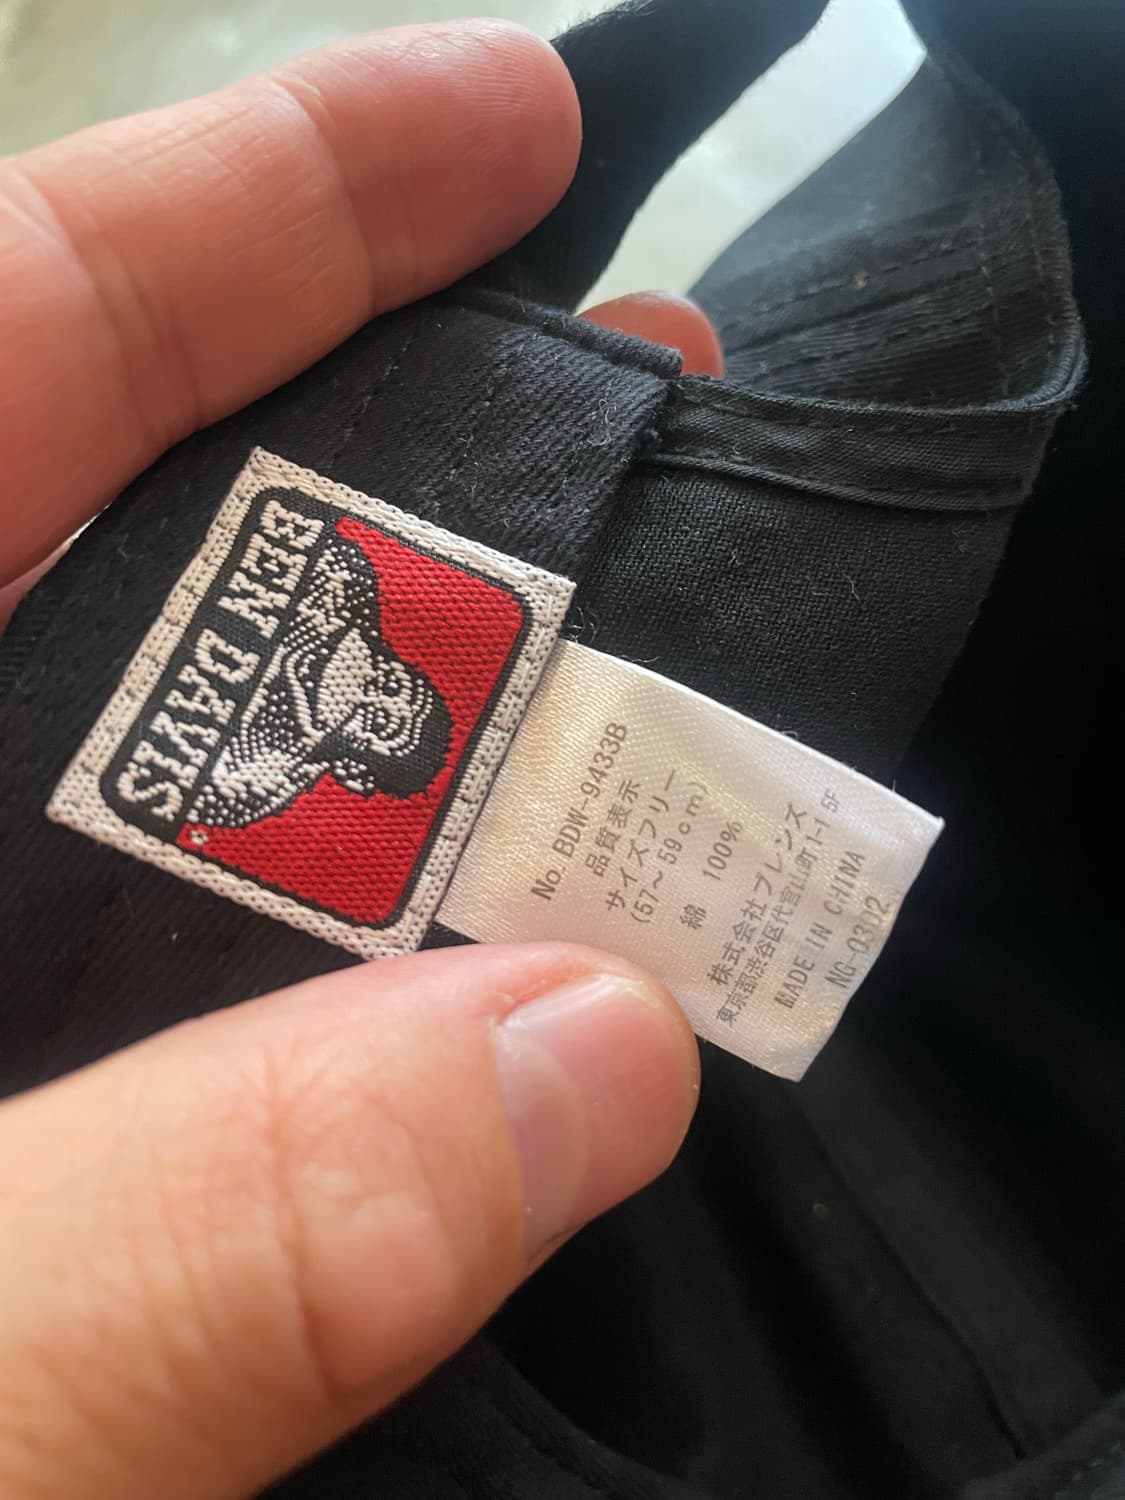 BEN DAVIS
No. BDW-9433B
品質表示
サイズフリー
(57～59cm)
綿 100%
株式会社ブレンズ
東京都渋谷区代官山町1-1 5F
MADE IN CHINA
NG-0302